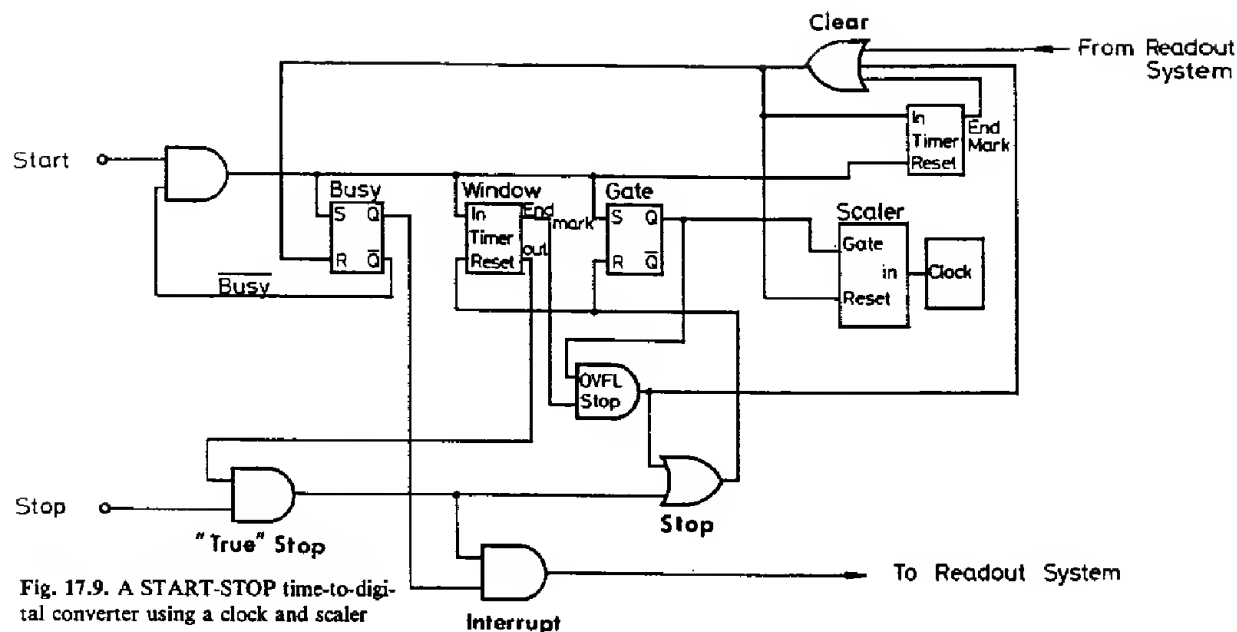 Clear
From Readout
System
In
Timer
Reset
End
Mark
Start
Busy
S Q
R Q̅
B̅u̅s̅y̅
Window
In
Timer
Reset
End
mark
out
Gate
S Q
R Q̅
Scaler
Gate
in
Reset
Clock
OVFL
Stop
Stop
"True" Stop
Stop
Interrupt
To Readout System
Fig. 17.9. A START-STOP time-to-digi-
tal converter using a clock and scaler